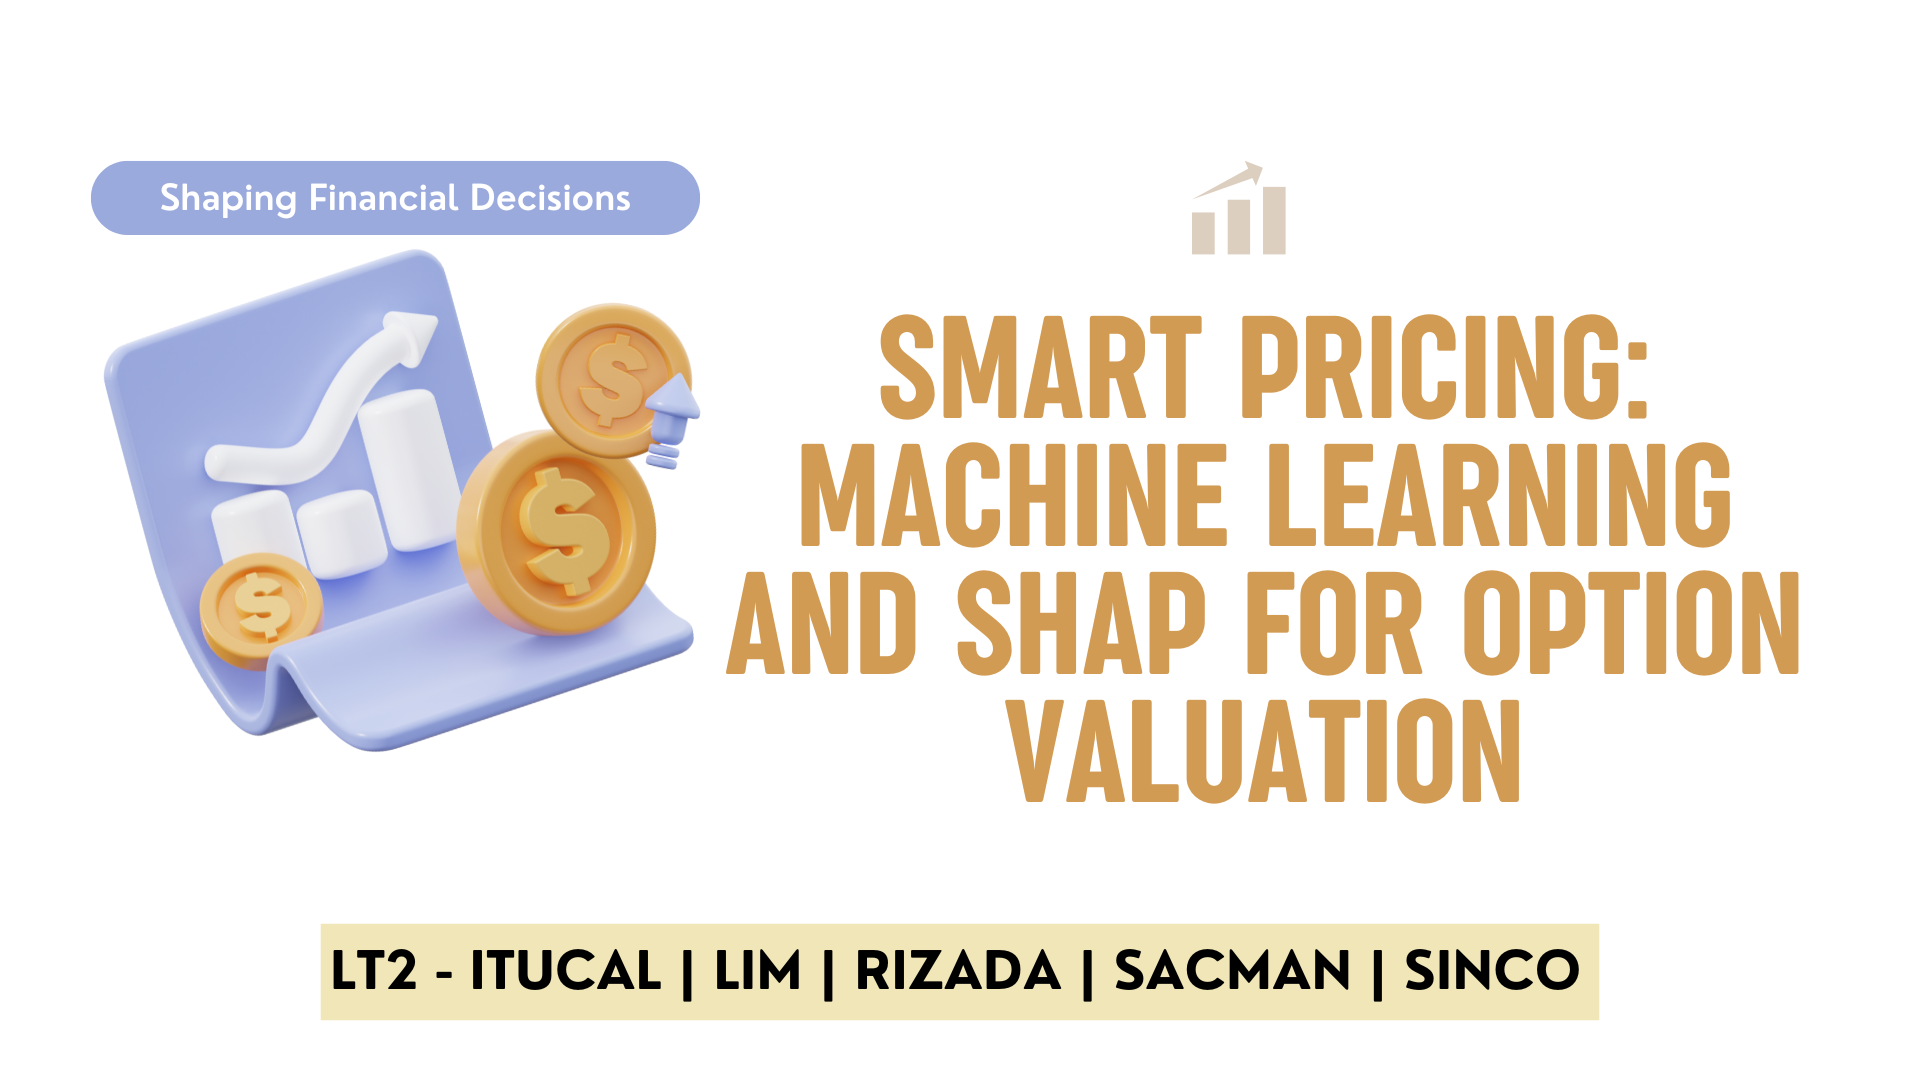 Shaping Financial Decisions
SMART PRICING:
MACHINE LEARNING
AND SHAP FOR OPTION
VALUATION
$
$
$
LT2 - ITUCAL | LIM | RIZADA | SACMAN | SINCO